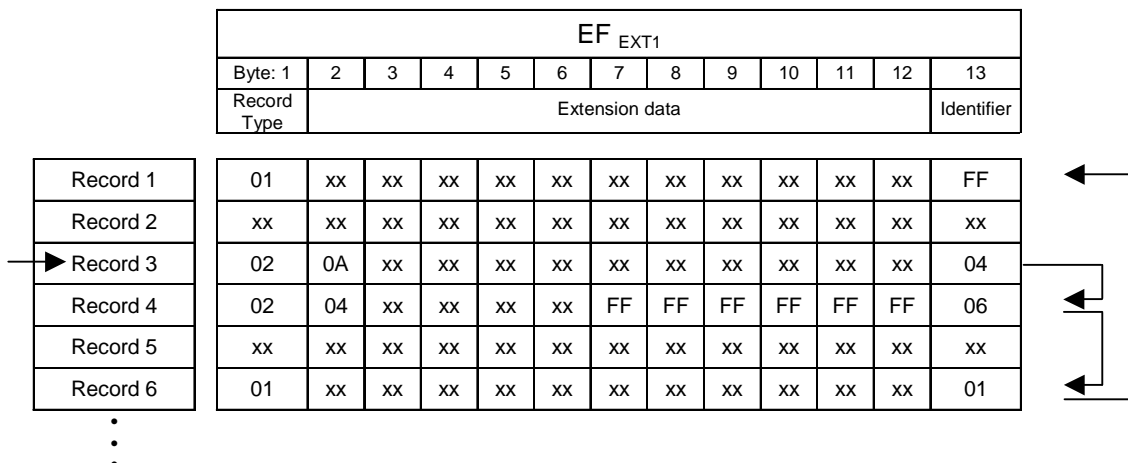 EF EXT1
Byte: 1 2 3 4 5 6 7 8 9 10 11 12 13
Record Type Extension data Identifier
Record 1 01 xx xx xx xx xx xx xx xx xx xx xx FF
Record 2 xx xx xx xx xx xx xx xx xx xx xx xx xx
Record 3 02 0A xx xx xx xx xx xx xx xx xx xx 04
Record 4 02 04 xx xx xx xx FF FF FF FF FF FF 06
Record 5 xx xx xx xx xx xx xx xx xx xx xx xx xx
Record 6 01 xx xx xx xx xx xx xx xx xx xx xx 01